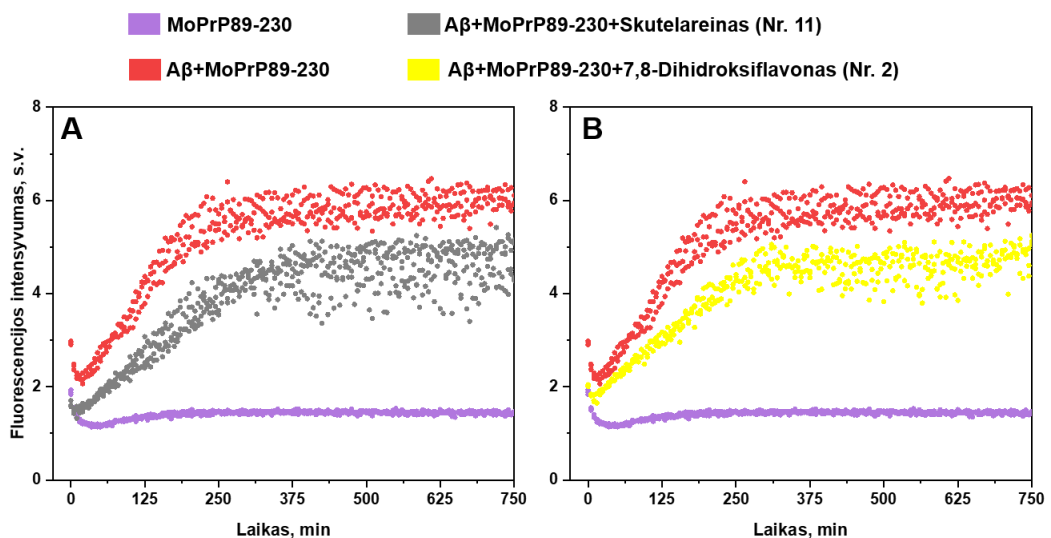 MoPrP89-230
Aβ+MoPrP89-230+Skutelareinas (Nr. 11)
Aβ+MoPrP89-230
Aβ+MoPrP89-230+7,8-Dihidroksiflavonas (Nr. 2)
A
B
Fluorescencijos intensyvumas, s.v.
8
6
4
2
0
0 125 250 375 500 625 750
Laikas, min
8
6
4
2
0
0 125 250 375 500 625 750
Laikas, min